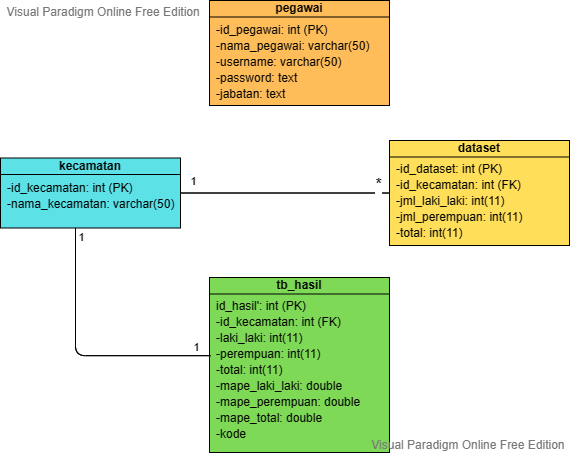 Visual Paradigm Online Free Edition
pegawai
-id_pegawai: int (PK)
-nama_pegawai: varchar(50)
-username: varchar(50)
-password: text
-jabatan: text
kecamatan
-id_kecamatan: int (PK)
-nama_kecamatan: varchar(50)
1
*
dataset
-id_dataset: int (PK)
-id_kecamatan: int (FK)
-jml_laki_laki: int(11)
-jml_perempuan: int(11)
-total: int(11)
1
1
tb_hasil
id_hasil': int (PK)
-id_kecamatan: int (FK)
-laki_laki: int(11)
-perempuan: int(11)
-total: int(11)
-mape_laki_laki: double
-mape_perempuan: double
-mape_total: double
-kode
Visual Paradigm Online Free Edition